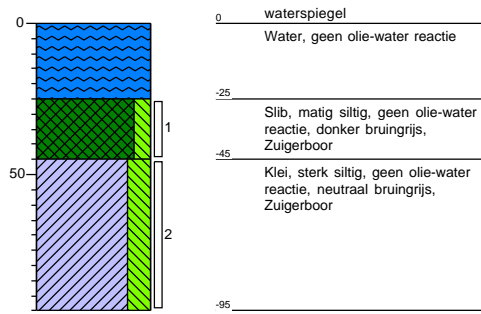 0
0
waterspiegel
Water, geen olie-water reactie
-25
Slib, matig siltig, geen olie-water
reactie, donker bruingrijs,
Zuigerboor
1
-45
Klei, sterk siltig, geen olie-water
reactie, neutraal bruingrijs,
Zuigerboor
50
2
-95